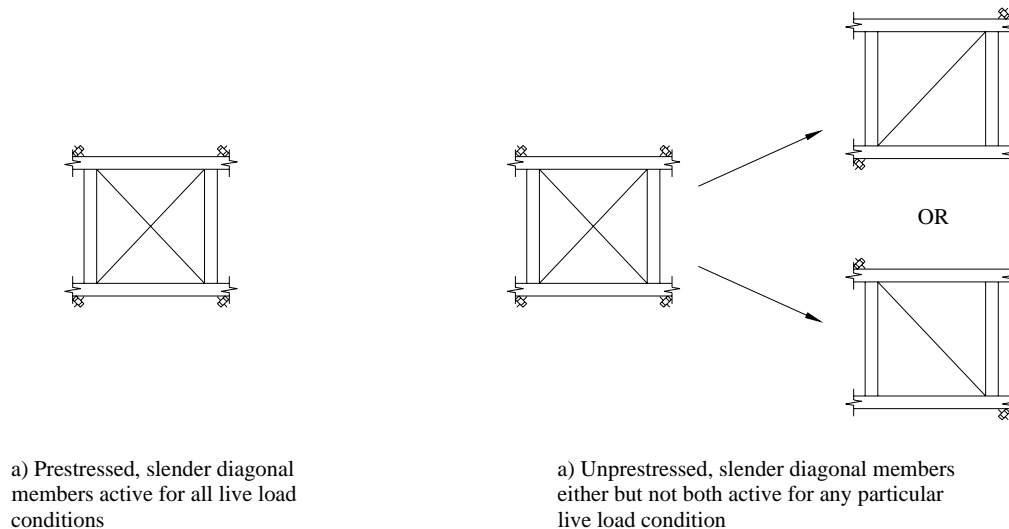 OR
a) Prestressed, slender diagonal
members active for all live load
conditions
a) Unprestressed, slender diagonal members
either but not both active for any particular
live load condition